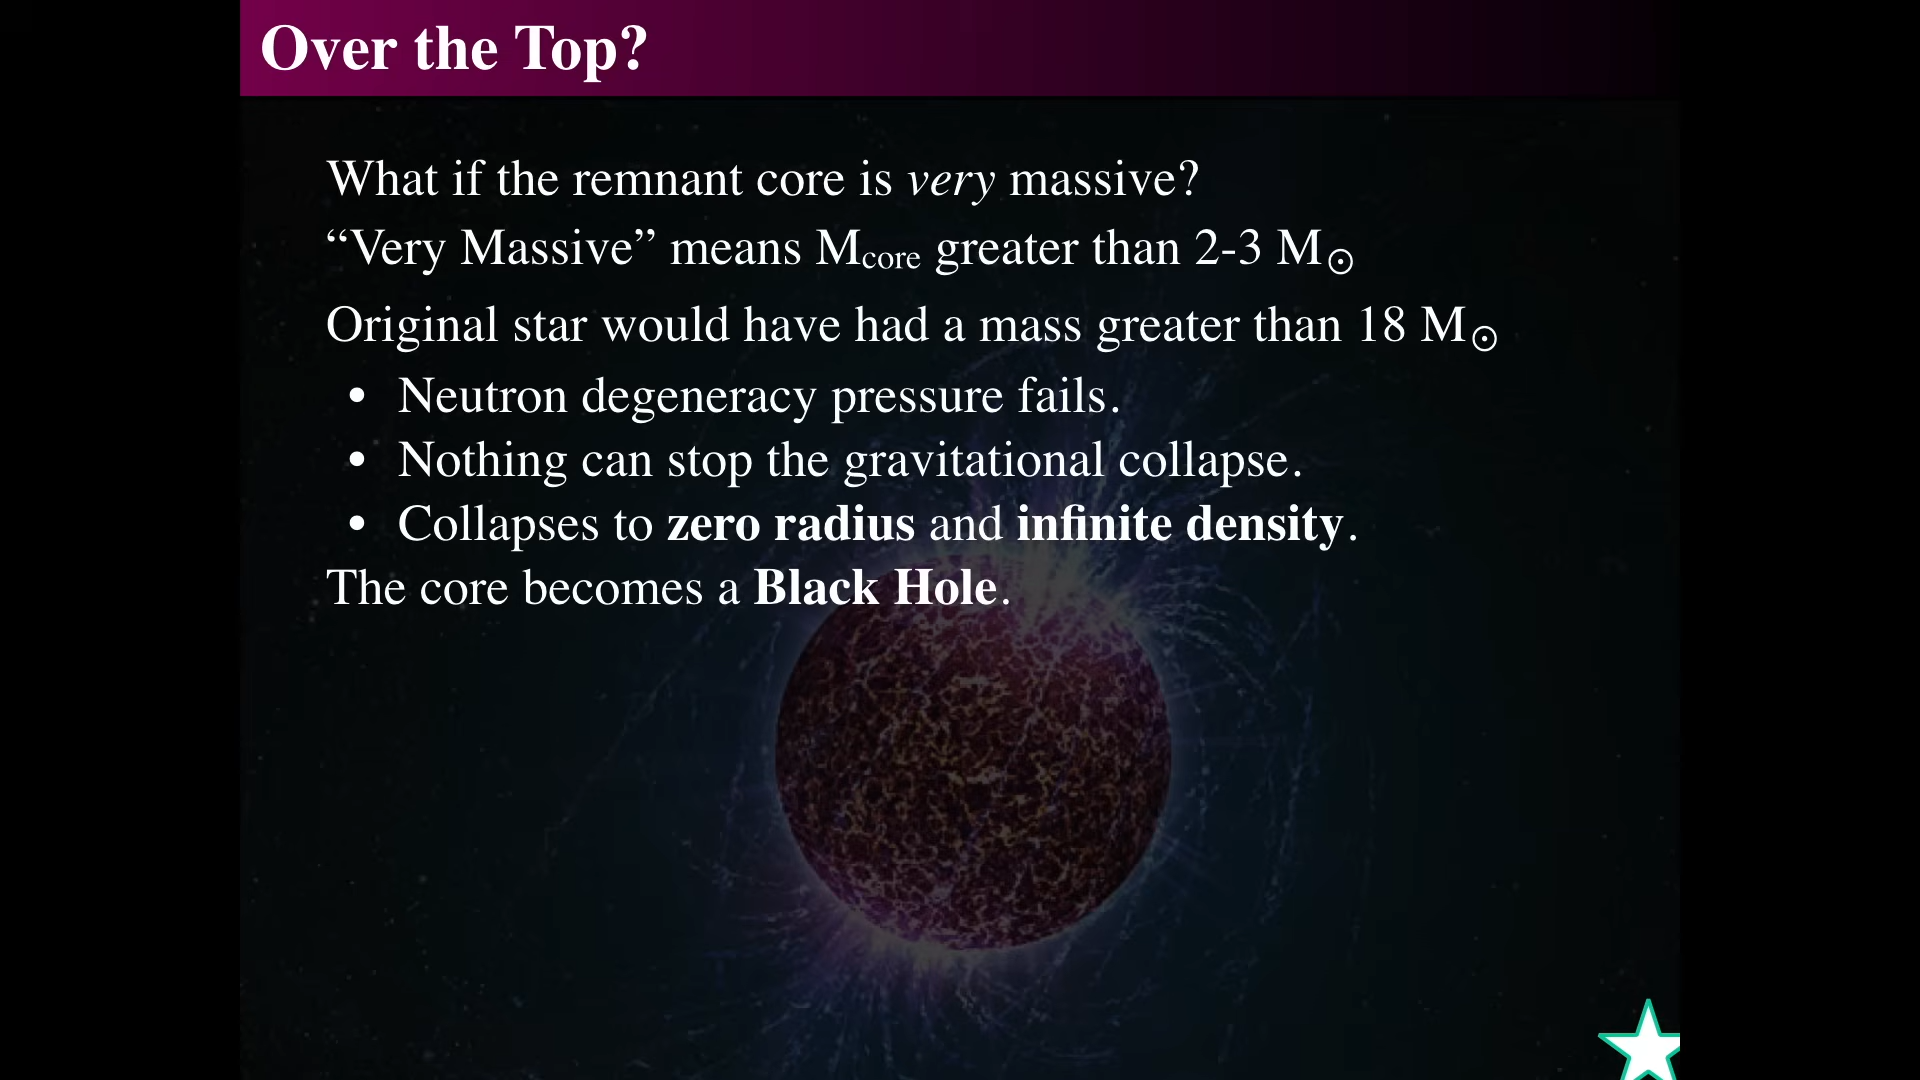 Over the Top?
What if the remnant core is very massive?
“Very Massive” means Mcore greater than 2-3 M⊙
Original star would have had a mass greater than 18 M⊙
• Neutron degeneracy pressure fails.
• Nothing can stop the gravitational collapse.
• Collapses to zero radius and infinite density.
The core becomes a Black Hole.